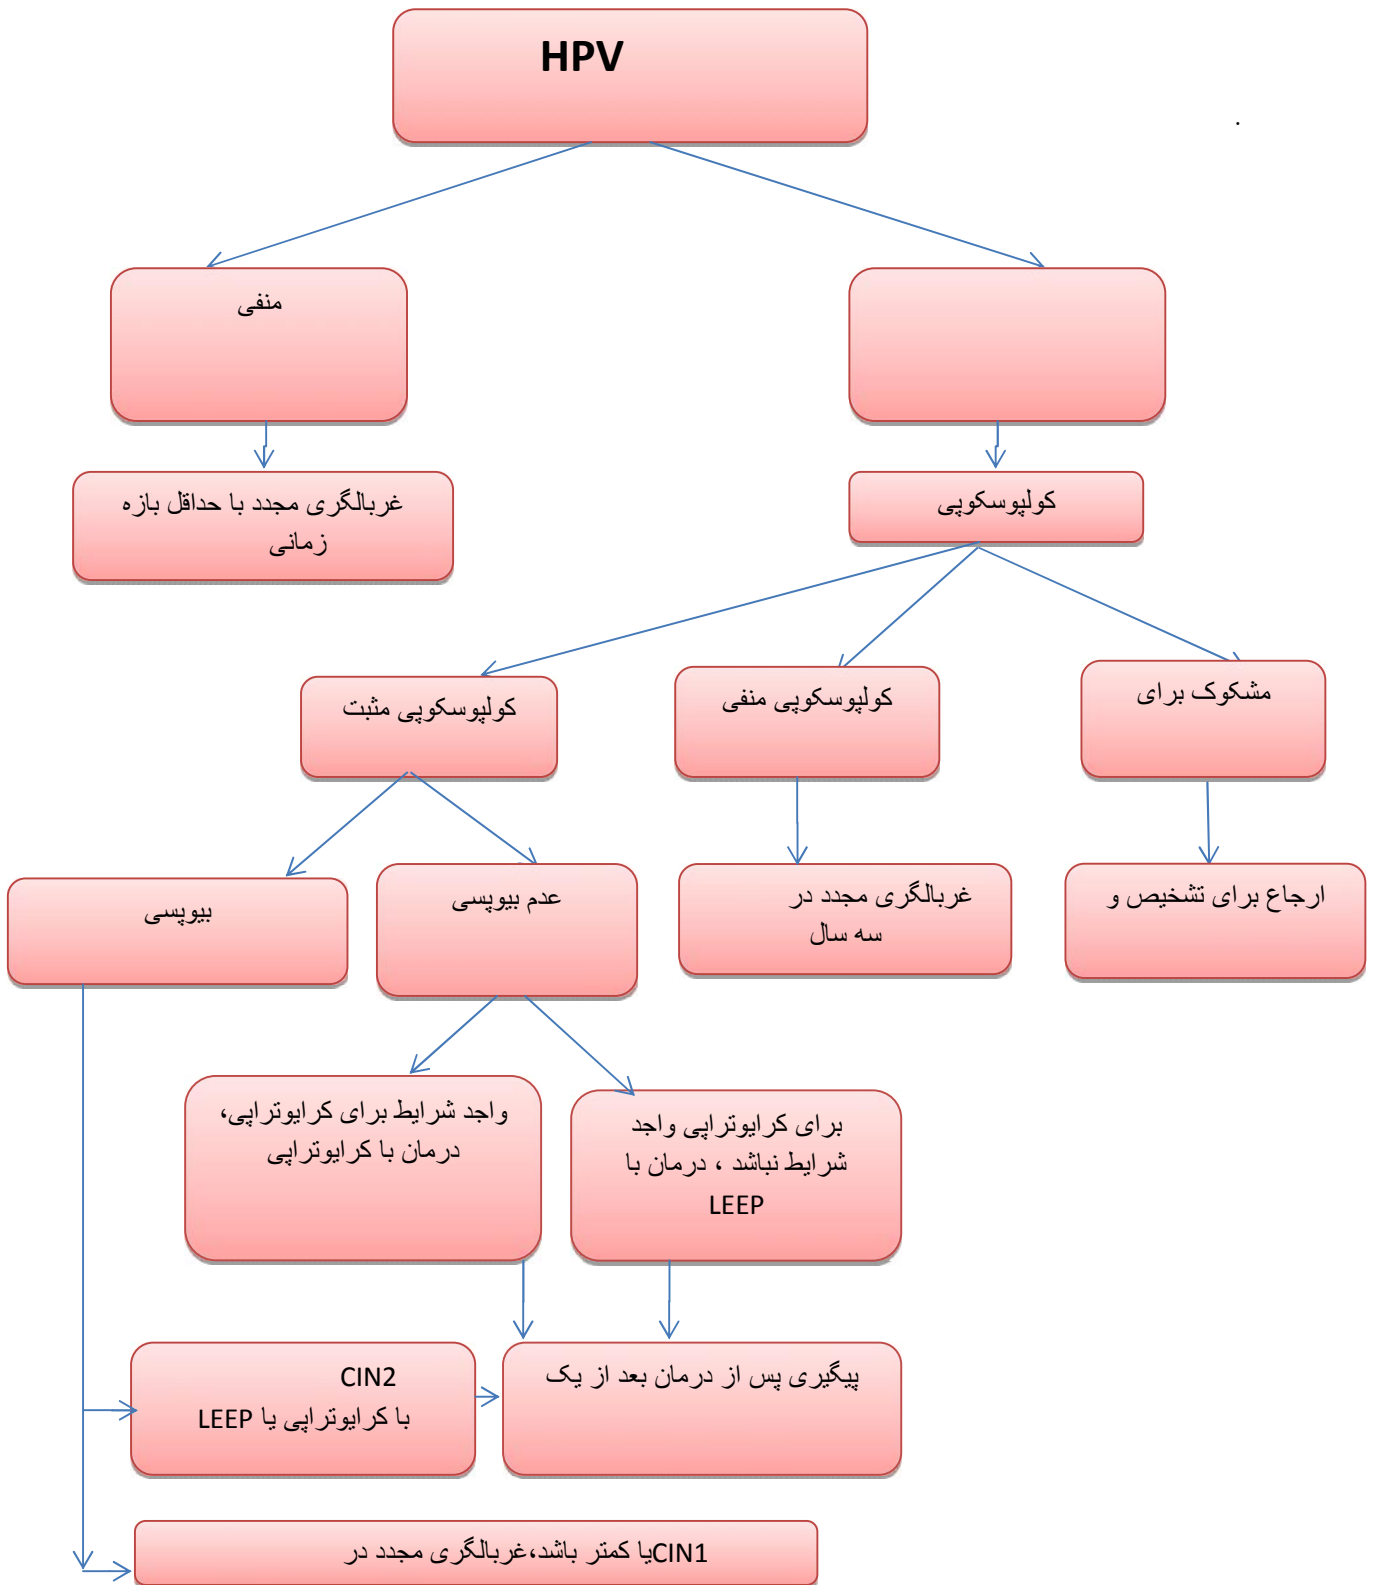 HPV
.
منفی
غربالگری مجدد با حداقل بازه
زمانی
کولپوسکوپی
کولپوسکوپی مثبت
کولپوسکوپی منفی
مشکوک برای
بیوپسی
عدم بیوپسی
غربالگری مجدد در
سه سال
ارجاع برای تشخیص و
واجد شرایط برای کرایوتراپی،
درمان با کرایوتراپی
برای کرایوتراپی واجد
شرایط نباشد ، درمان با
LEEP
CIN2
با کرایوتراپی یا LEEP
پیگیری پس از درمان بعد از یک
CIN1یا کمتر باشد،غربالگری مجدد در